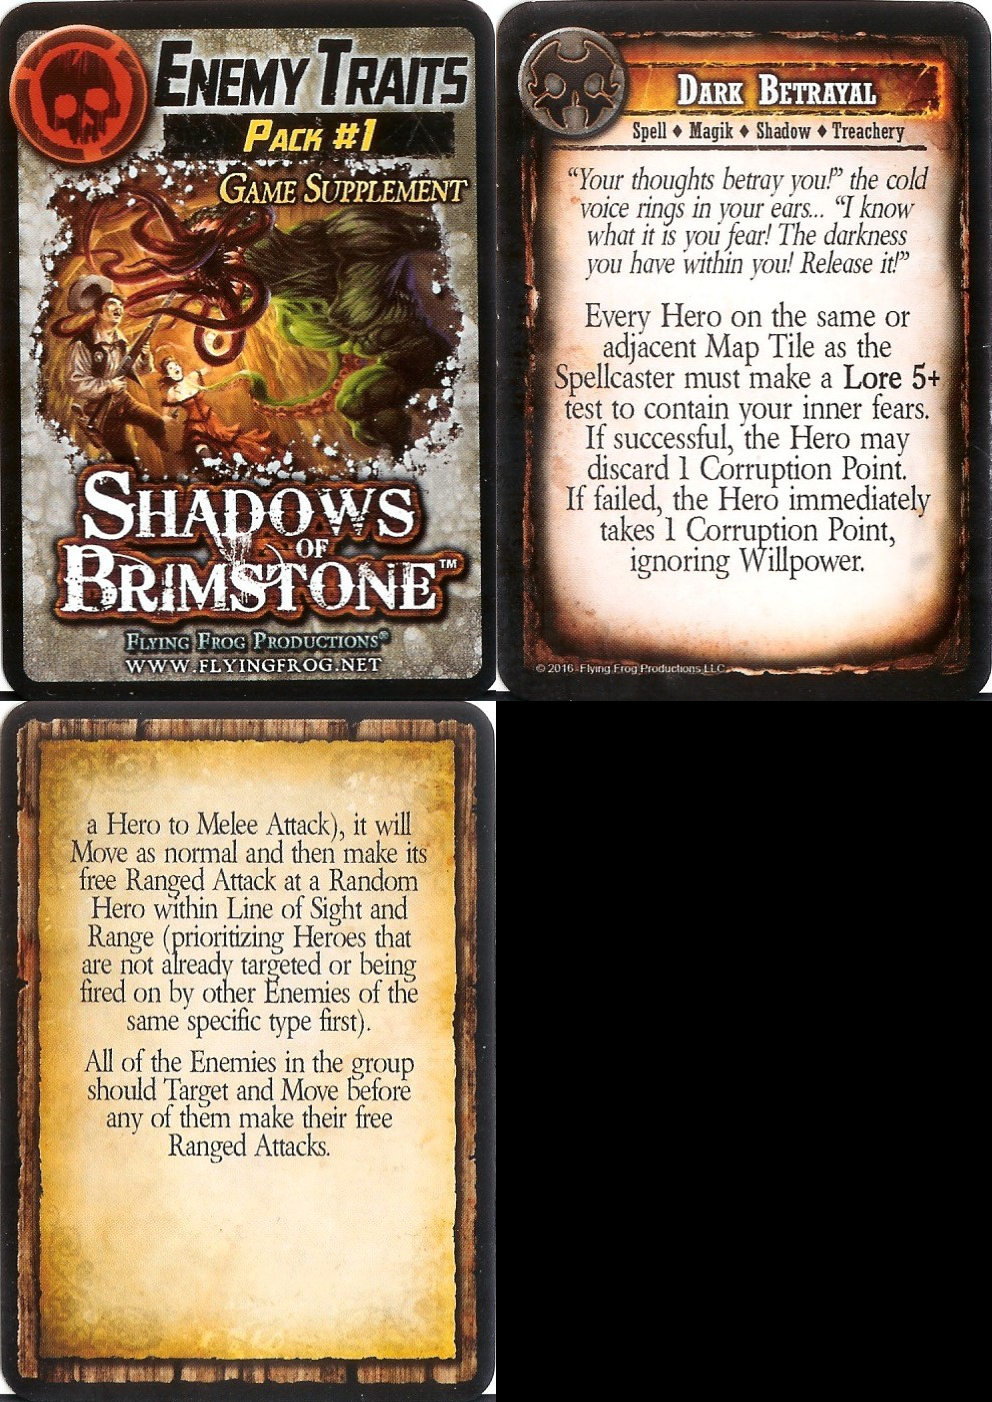 ENEMY TRAITS
PACK #1
GAME SUPPLEMENT
SHADOWS
OF
BRIMSTONE™
FLYING FROG PRODUCTIONS®
WWW.FLYINGFROG.NET
DARK BETRAYAL
Spell ♦ Magik ♦ Shadow ♦ Treachery
“Your thoughts betray you!” the cold
voice rings in your ears... “I know
what it is you fear! The darkness
you have within you! Release it!”
Every Hero on the same or
adjacent Map Tile as the
Spellcaster must make a Lore 5+
test to contain your inner fears.
If successful, the Hero may
discard 1 Corruption Point.
If failed, the Hero immediately
takes 1 Corruption Point,
ignoring Willpower.
© 2016 Flying Frog Productions LLC
a Hero to Melee Attack), it will
Move as normal and then make its
free Ranged Attack at a Random
Hero within Line of Sight and
Range (prioritizing Heroes that
are not already targeted or being
fired on by other Enemies of the
same specific type first).
All of the Enemies in the group
should Target and Move before
any of them make their free
Ranged Attacks.